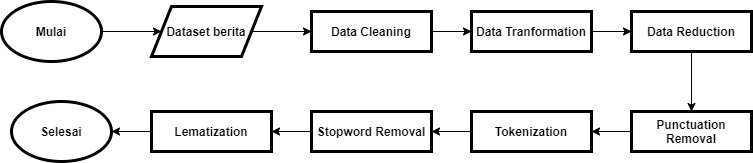 Mulai
Dataset berita
Data Cleaning
Data Tranformation
Data Reduction
Punctuation
Removal
Tokenization
Stopword Removal
Lematization
Selesai